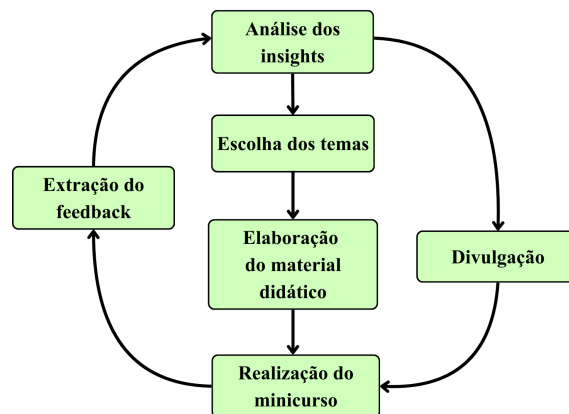 Análise dos
insights
Escolha dos temas
Extração do
feedback
Elaboração
do material
didático
Divulgação
Realização do
minicurso